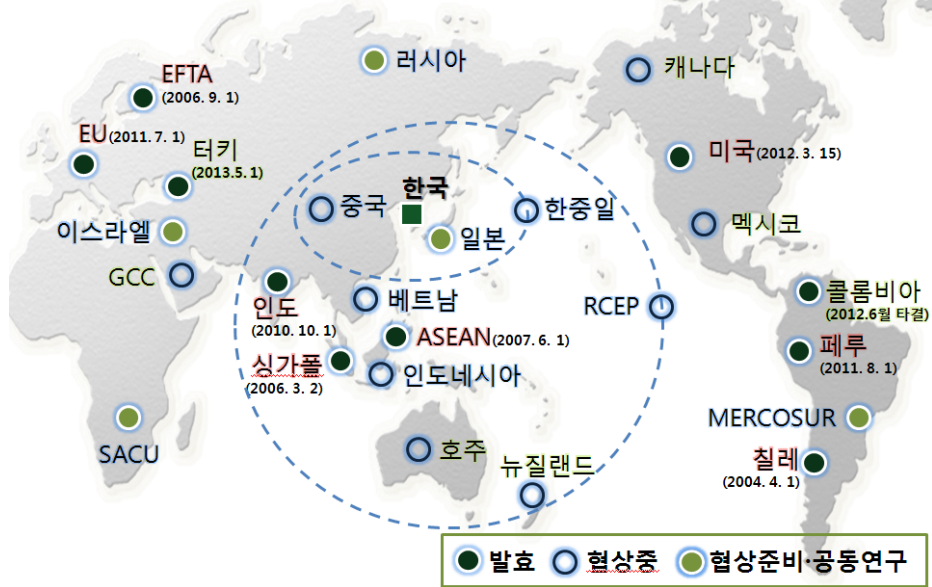 러시아
캐나다
EFTA
(2006. 9. 1)
EU(2011. 7. 1)
터키
(2013.5. 1)
미국(2012. 3. 15)
한국
중국
한중일
이스라엘
일본
멕시코
GCC
인도
(2010. 10. 1)
베트남
RCEP
콜롬비아
(2012.6월 타결)
ASEAN(2007. 6. 1)
페루
(2011. 8. 1)
싱가폴
(2006. 3. 2)
인도네시아
MERCOSUR
SACU
호주
뉴질랜드
칠레
(2004. 4. 1)
발효 협상중 협상준비·공동연구